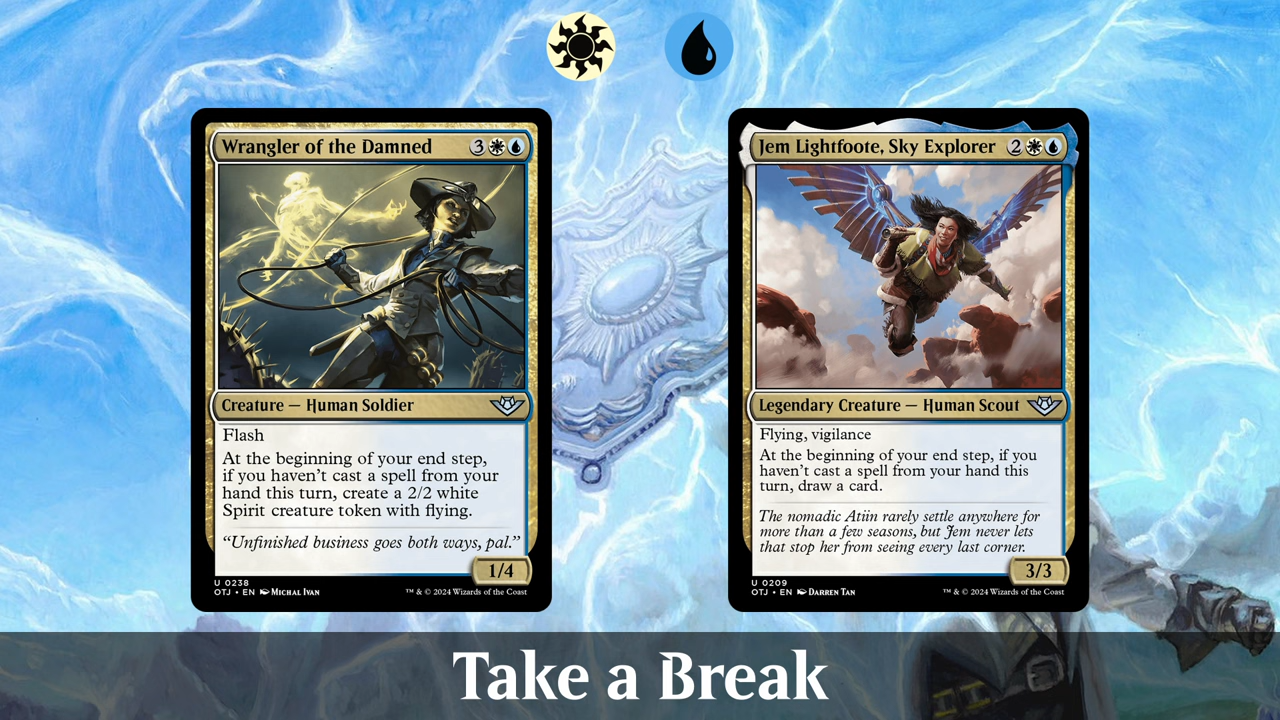 Wrangler of the Damned 3
Creature — Human Soldier
Flash
At the beginning of your end step,
if you haven't cast a spell from your
hand this turn, create a 2/2 white
Spirit creature token with flying.
“Unfinished business goes both ways, pal.”
1/4
U 0238
OTJ • EN Michal Ivan
™ & © 2024 Wizards of the Coast
Jem Lightfoote, Sky Explorer 2
Legendary Creature — Human Scout
Flying, vigilance
At the beginning of your end step, if you
haven't cast a spell from your hand this
turn, draw a card.
The nomadic Atiin rarely settle anywhere for
more than a few seasons, but Jem never lets
that stop her from seeing every last corner.
3/3
U 0209
OTJ • EN Darren Tan
™ & © 2024 Wizards of the Coast
Take a Break